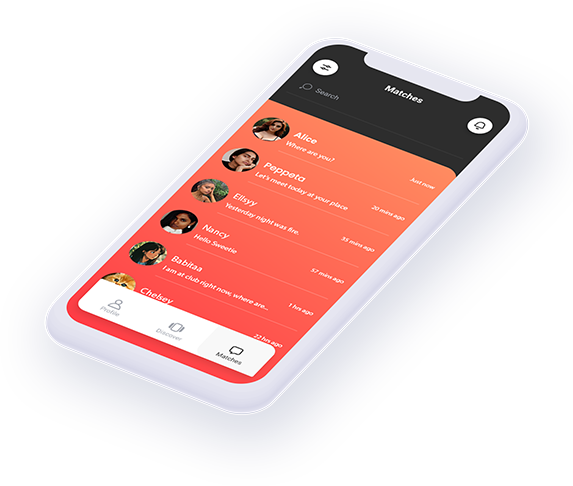 Matches
Search
Alice
Where are you?
Just now
Peppeta
Let's meet today at your place
20 mins ago
Elisyy
Yesterday night was fire.
35 mins ago
Nancy
Hello Sweetie
57 mins ago
Babitaa
I am at club right now, where are...
1 hrs ago
Chelsey
22 hrs ago
Profile
Discover
Matches